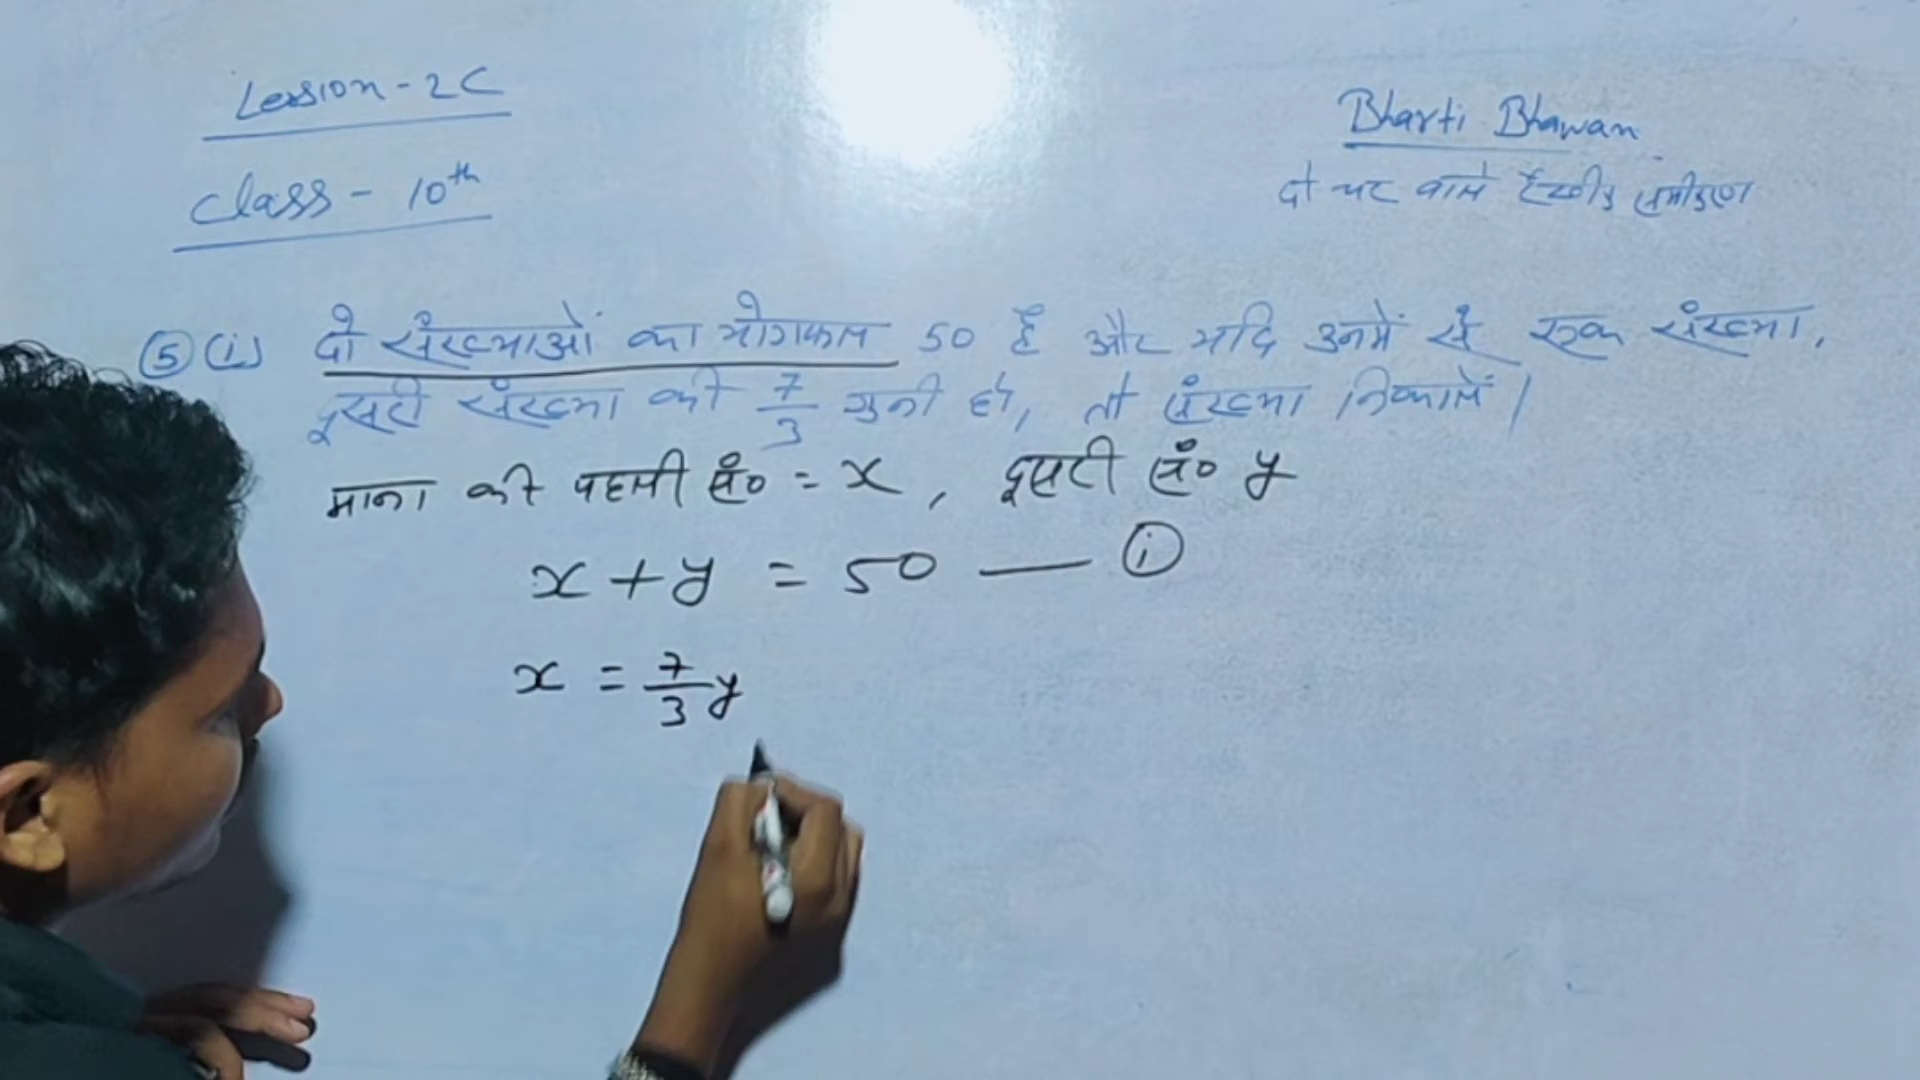 Lession - 2C
Class - 10th
Bharti Bhawan
दो चर वाले रैखीक समीकरण
⑤ (i) दो संख्याओं का योगफल 50 है और यदि उनमें से एक संख्या,
दूसरी संख्या की 7/3 गुनी हो, तो संख्या निकालें।
माना की पहली सं० = x, दूसरी सं० y
x + y = 50 — ⓘ
x = 7/3 y